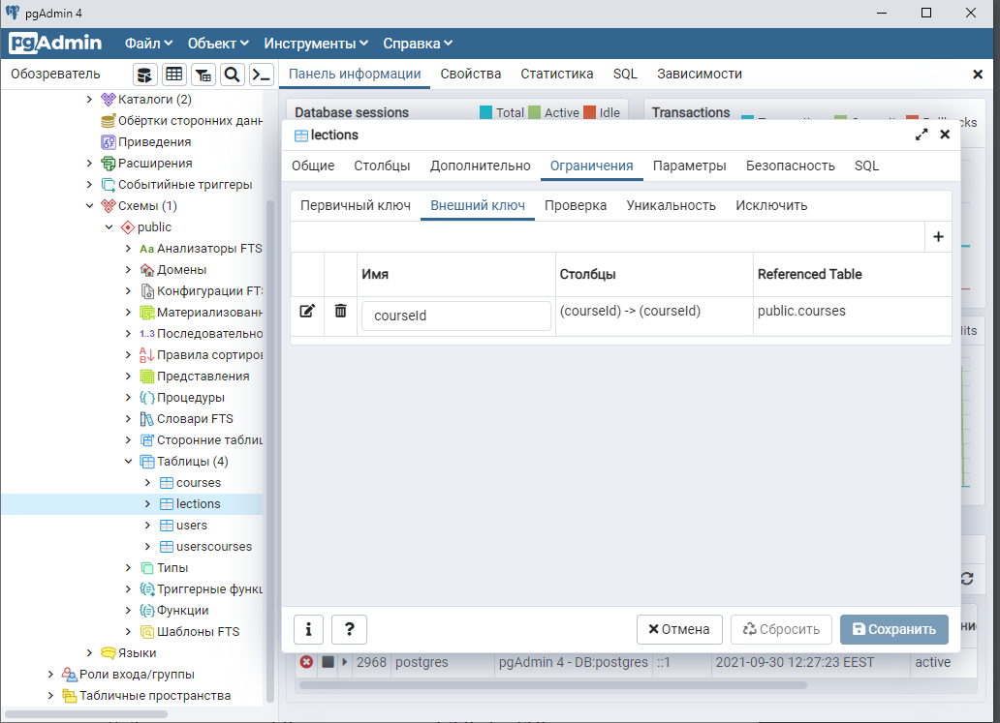 pgAdmin 4
pgAdmin Файл Объект Инструменты Справка
Обозреватель
Панель информации Свойства Статистика SQL Зависимости
Каталоги (2)
Обёртки сторонних данн
Приведения
Расширения
Событийные триггеры
Схемы (1)
public
Aa Анализаторы FTS
Домены
Конфигурации FT
Материализован
1..3 Последовательно
Правила сортиров
Представления
Процедуры
Словари FTS
Сторонние табли
Таблицы (4)
courses
lections
users
userscourses
Типы
Триггерные функц
Функции
Шаблоны FTS
Языки
Роли входа/группы
Табличные пространства
Database sessions Total Active Idle
Transactions
lections
Общие Столбцы Дополнительно Ограничения Параметры Безопасность SQL
Первичный ключ Внешний ключ Проверка Уникальность Исключить
Имя Столбцы Referenced Table
courseId (courseId) -> (courseId) public.courses
i ? Отмена Сбросить Сохранить
2968 postgres pgAdmin 4 - DB:postgres ::1 2021-09-30 12:27:23 EEST active